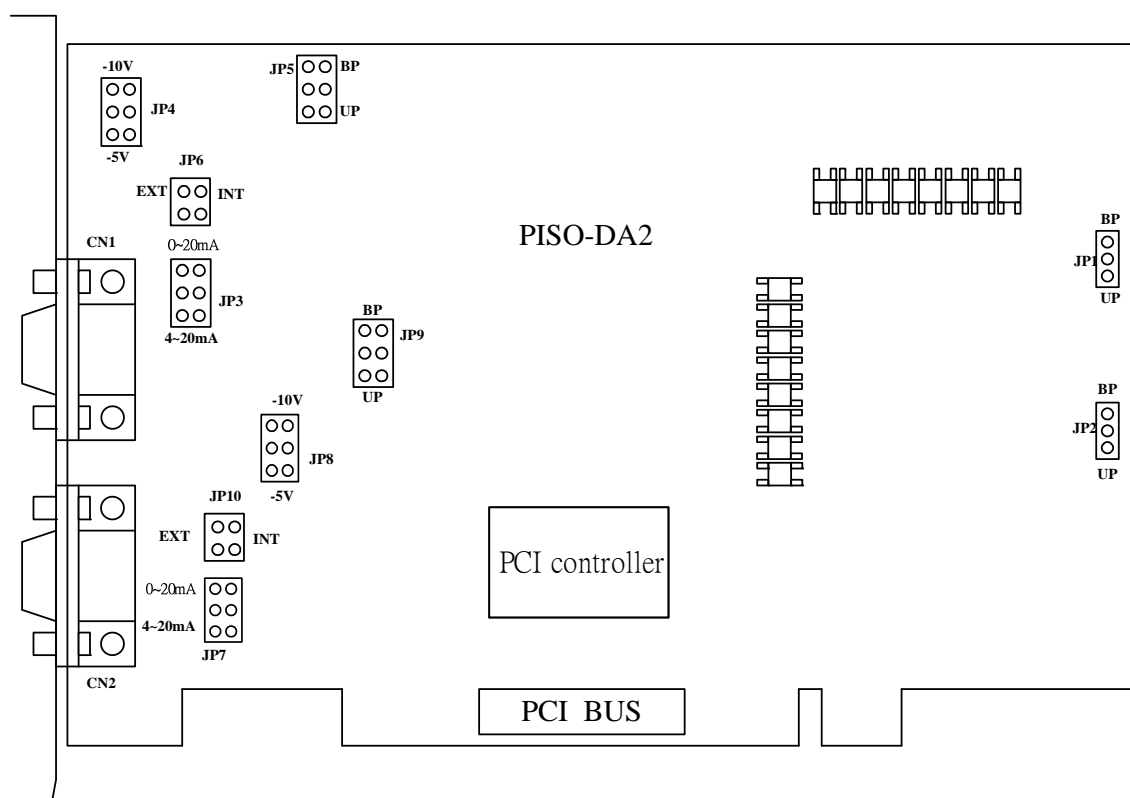 -10V
JP4
-5V
JP5
BP
UP
JP6
EXT
INT
CN1
0~20mA
JP3
4~20mA
PISO-DA2
BP
JP1
UP
BP
JP9
UP
BP
JP2
UP
-10V
JP8
-5V
JP10
EXT
INT
0~20mA
4~20mA
JP7
CN2
PCI controller
PCI BUS